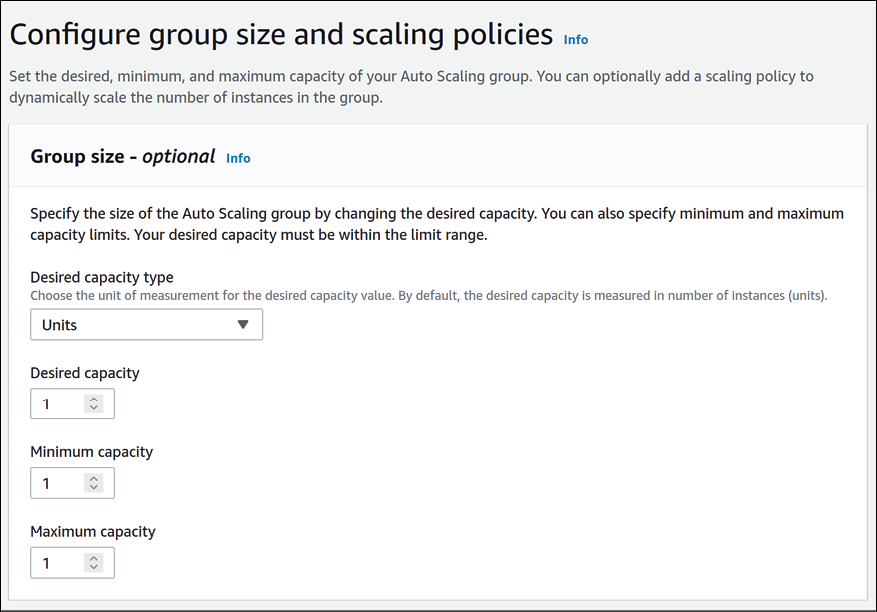 Configure group size and scaling policies Info
Set the desired, minimum, and maximum capacity of your Auto Scaling group. You can optionally add a scaling policy to
dynamically scale the number of instances in the group.
Group size - optional Info
Specify the size of the Auto Scaling group by changing the desired capacity. You can also specify minimum and maximum
capacity limits. Your desired capacity must be within the limit range.
Desired capacity type
Choose the unit of measurement for the desired capacity value. By default, the desired capacity is measured in number of instances (units).
Units
Desired capacity
1
Minimum capacity
1
Maximum capacity
1